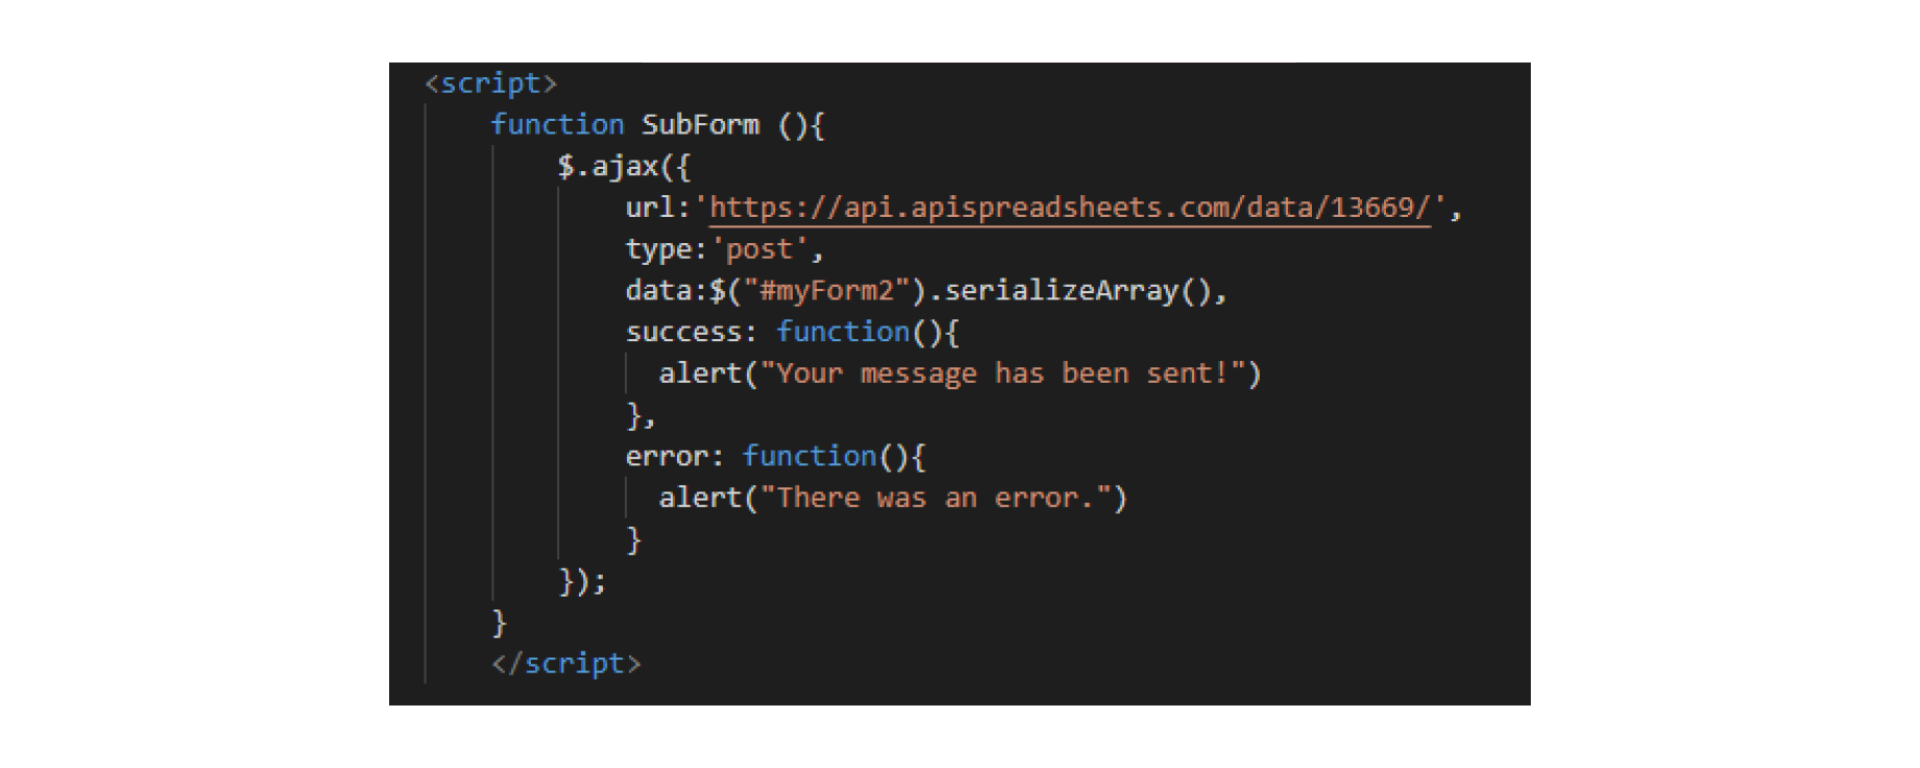 <script>
function SubForm (){
$.ajax({
url:'https://api.apispreadsheets.com/data/13669/',
type:'post',
data:$("#myForm2").serializeArray(),
success: function(){
alert("Your message has been sent!")
},
error: function(){
alert("There was an error.")
}
});
}
</script>